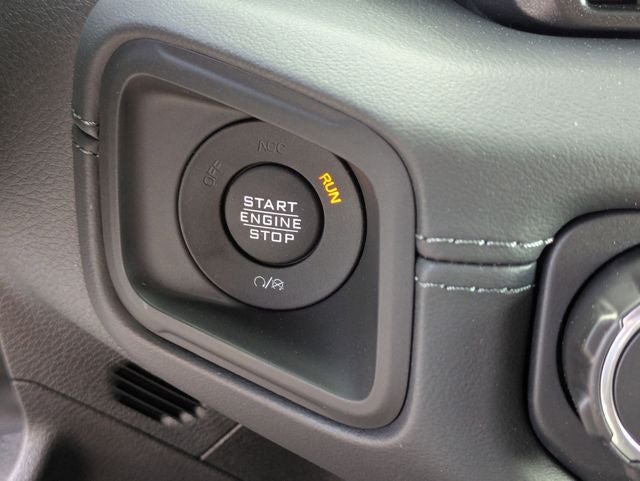 ACC
OFF
RUN
START
ENGINE
STOP